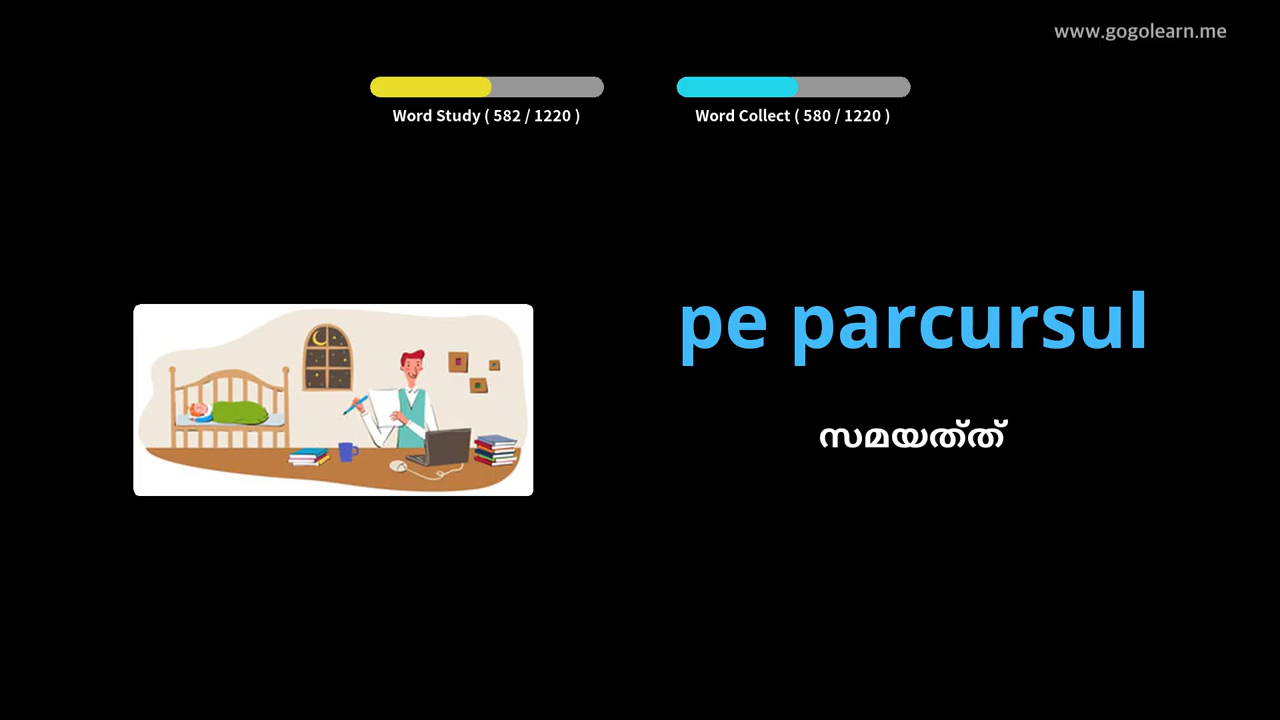 www.gogolearn.me
Word Study ( 582 / 1220 )
Word Collect ( 580 / 1220 )
pe parcursul
സമയത്ത്